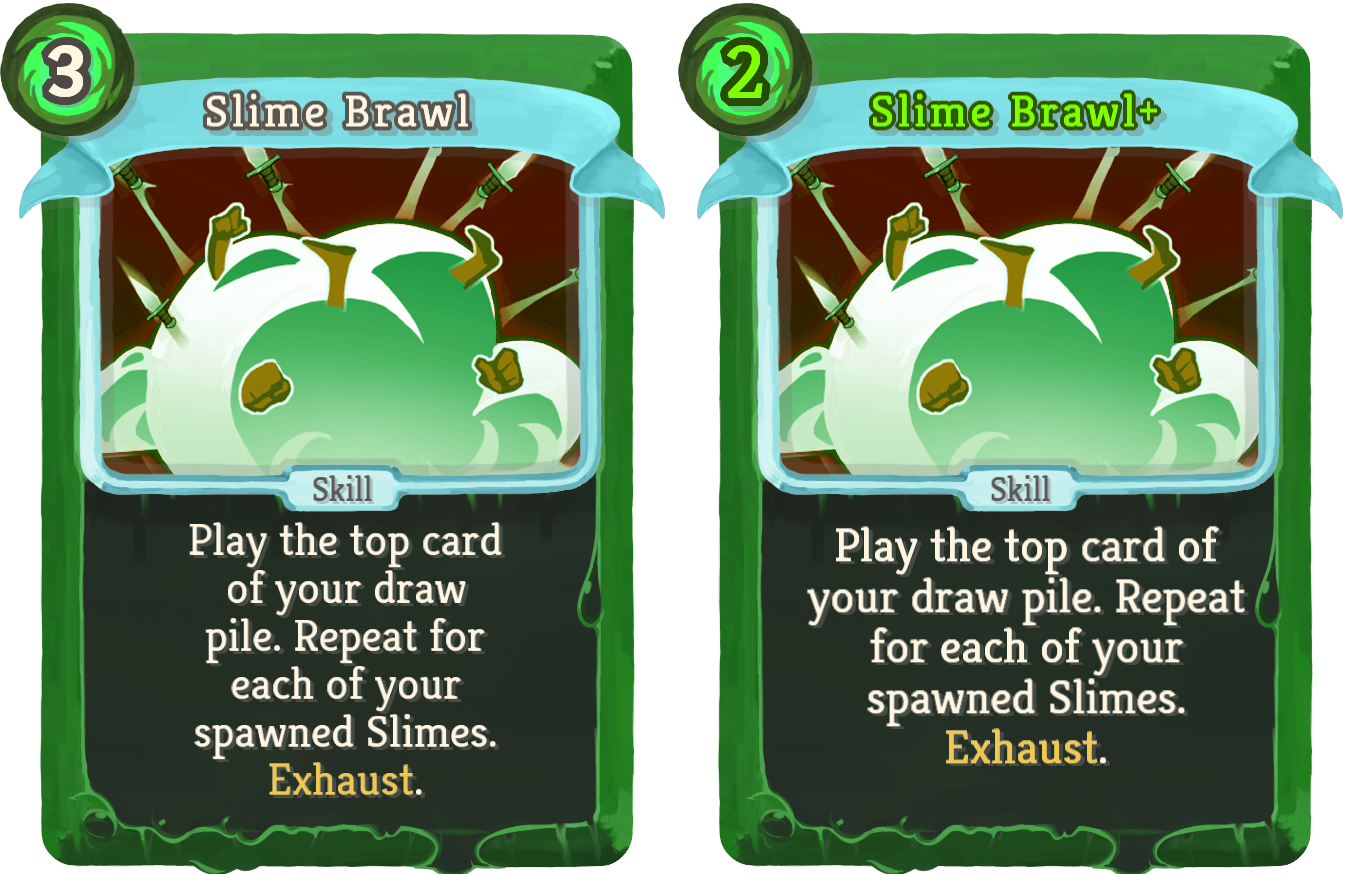 3
Slime Brawl
Skill
Play the top card
of your draw
pile. Repeat for
each of your
spawned Slimes.
Exhaust.
2
Slime Brawl+
Skill
Play the top card of
your draw pile. Repeat
for each of your
spawned Slimes.
Exhaust.